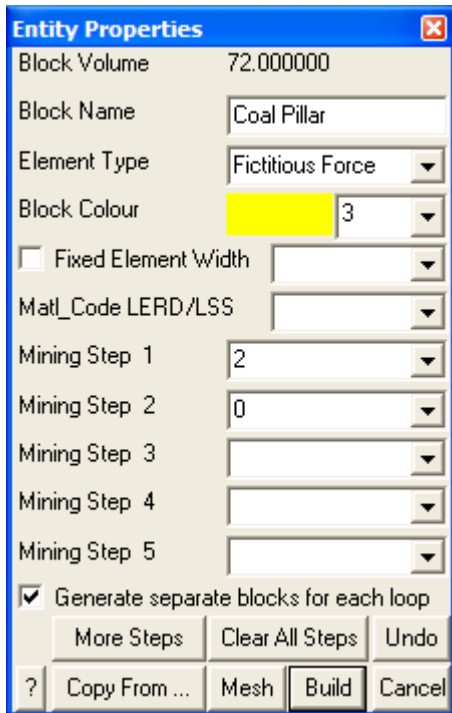 Entity Properties
Block Volume 72.000000
Block Name Coal Pillar
Element Type Fictitious Force
Block Colour 3
Fixed Element Width
Matl_Code LERD/LSS
Mining Step 1 2
Mining Step 2 0
Mining Step 3
Mining Step 4
Mining Step 5
Generate separate blocks for each loop
More Steps Clear All Steps Undo
? Copy From ... Mesh Build Cancel